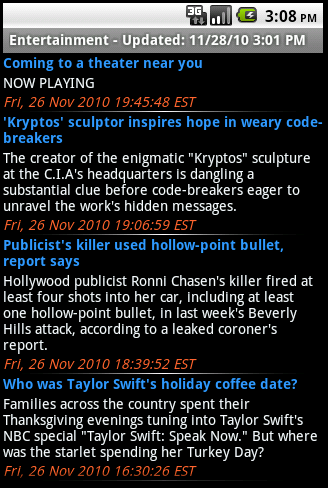 3G 3:08 PM
Entertainment - Updated: 11/28/10 3:01 PM
Coming to a theater near you
NOW PLAYING
Fri, 26 Nov 2010 19:45:48 EST
'Kryptos' sculptor inspires hope in weary code-
breakers
The creator of the enigmatic "Kryptos" sculpture
at the C.I.A's headquarters is dangling a
substantial clue before code-breakers eager to
unravel the work's hidden messages.
Fri, 26 Nov 2010 19:06:59 EST
Publicist's killer used hollow-point bullet,
report says
Hollywood publicist Ronni Chasen's killer fired at
least four shots into her car, including at least
one hollow-point bullet, in last week's Beverly
Hills attack, according to a leaked coroner's
report.
Fri, 26 Nov 2010 18:39:52 EST
Who was Taylor Swift's holiday coffee date?
Families across the country spent their
Thanksgiving evenings tuning into Taylor Swift's
NBC special "Taylor Swift: Speak Now." But where
was the starlet spending her Turkey Day?
Fri, 26 Nov 2010 16:30:26 EST